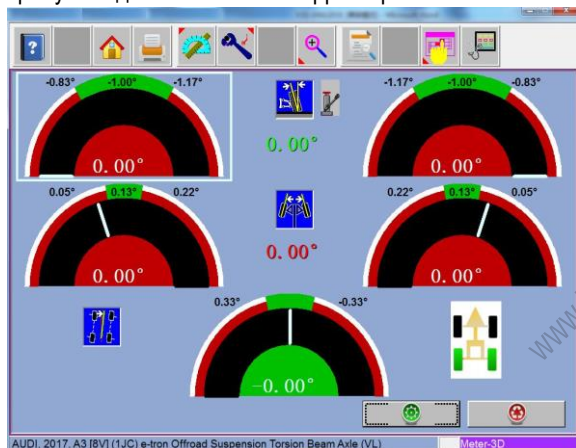 -0.83° -1.00° -1.17°
-1.17° -1.00° -0.83°
0.00°
0.00°
0.00°
0.05° 0.13° 0.22°
0.22° 0.13° 0.05°
0.00°
0.00°
0.00°
0.33° -0.33°
-0.00°
AUDI, 2017, A3 [8V] (1JC) e-tron Offroad Suspension Torsion Beam Axle (VL)
Meter-3D